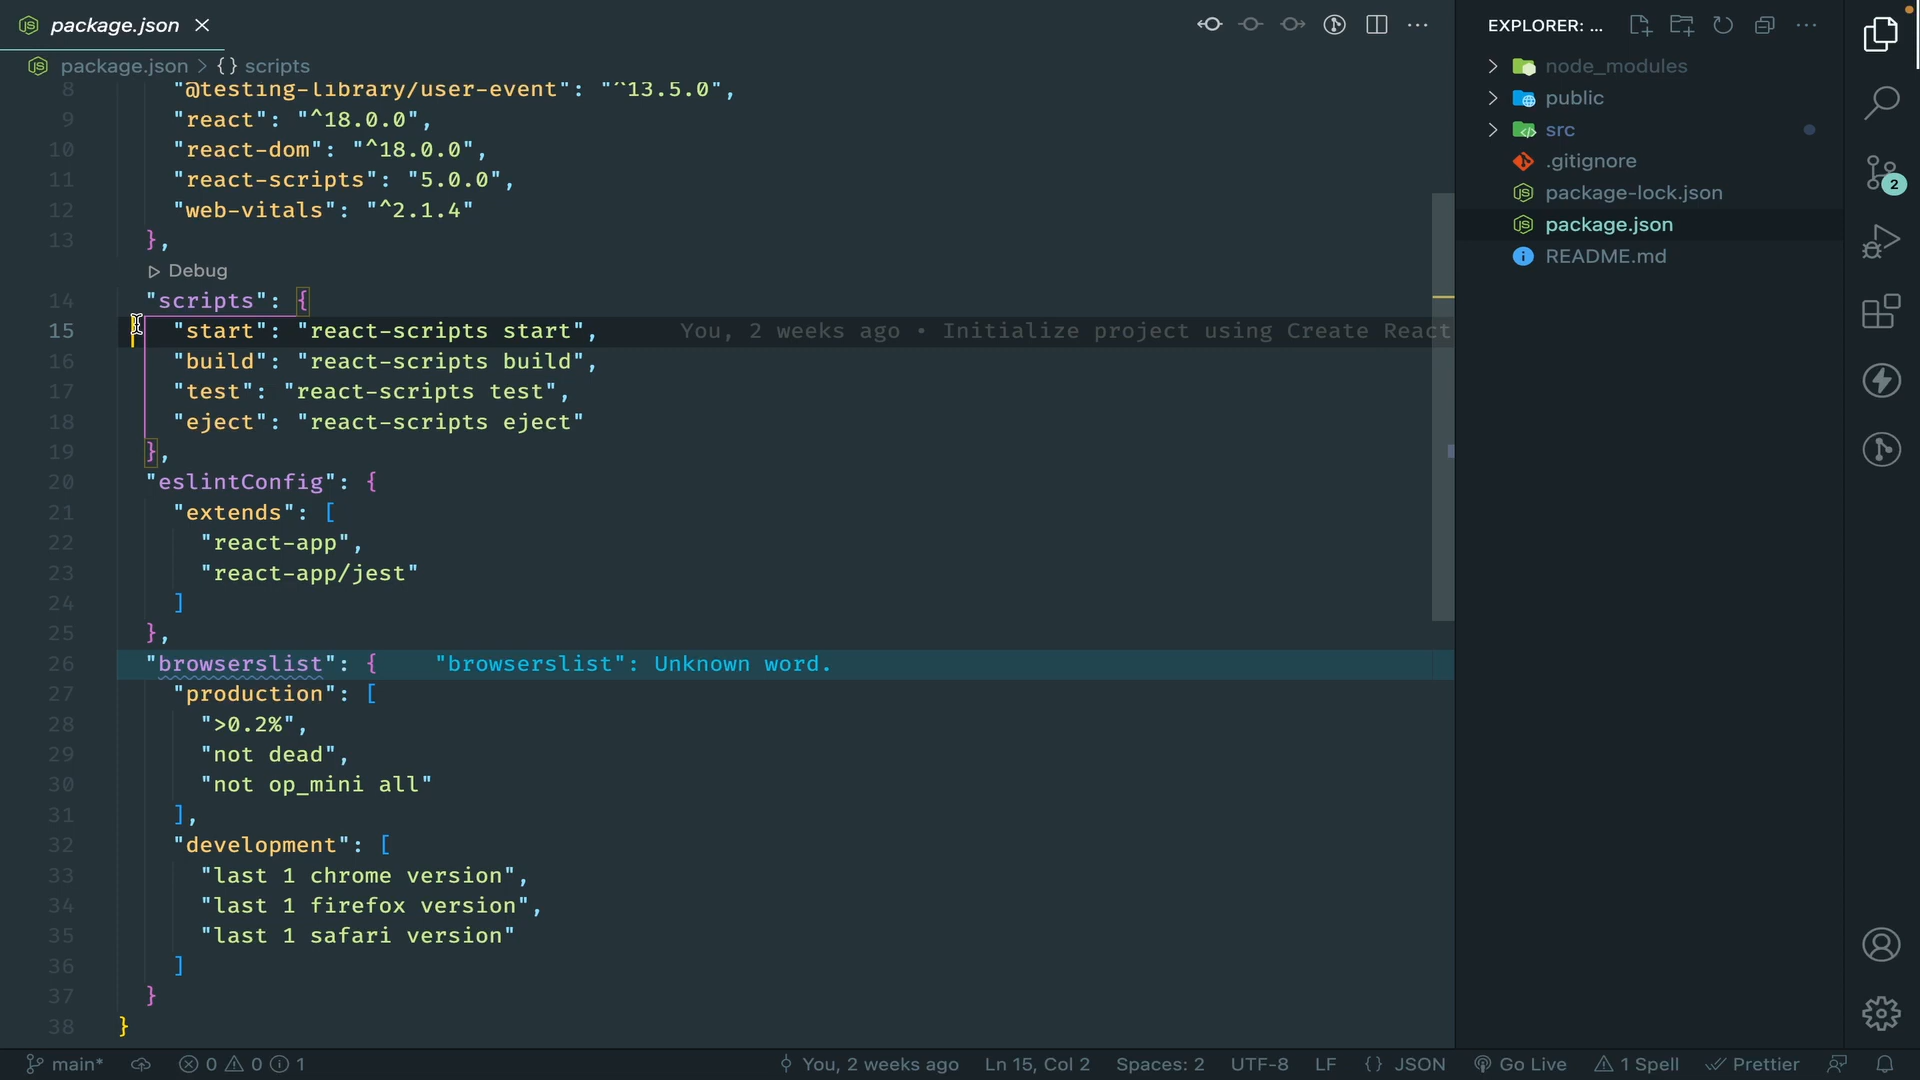 package.json
package.json > {} scripts
8 "@testing-library/user-event": "^13.5.0",
9 "react": "^18.0.0",
10 "react-dom": "^18.0.0",
11 "react-scripts": "5.0.0",
12 "web-vitals": "^2.1.4"
13 },
Debug
14 "scripts": {
15 "start": "react-scripts start", You, 2 weeks ago • Initialize project using Create React
16 "build": "react-scripts build",
17 "test": "react-scripts test",
18 "eject": "react-scripts eject"
19 },
20 "eslintConfig": {
21 "extends": [
22 "react-app",
23 "react-app/jest"
24 ]
25 },
26 "browserslist": { "browserslist": Unknown word.
27 "production": [
28 ">0.2%",
29 "not dead",
30 "not op_mini all"
31 ],
32 "development": [
33 "last 1 chrome version",
34 "last 1 firefox version",
35 "last 1 safari version"
36 ]
37 }
38 }
EXPLORER: ...
node_modules
public
src
.gitignore
package-lock.json
package.json
README.md
2
main* 0 0 1 You, 2 weeks ago Ln 15, Col 2 Spaces: 2 UTF-8 LF {} JSON Go Live 1 Spell Prettier